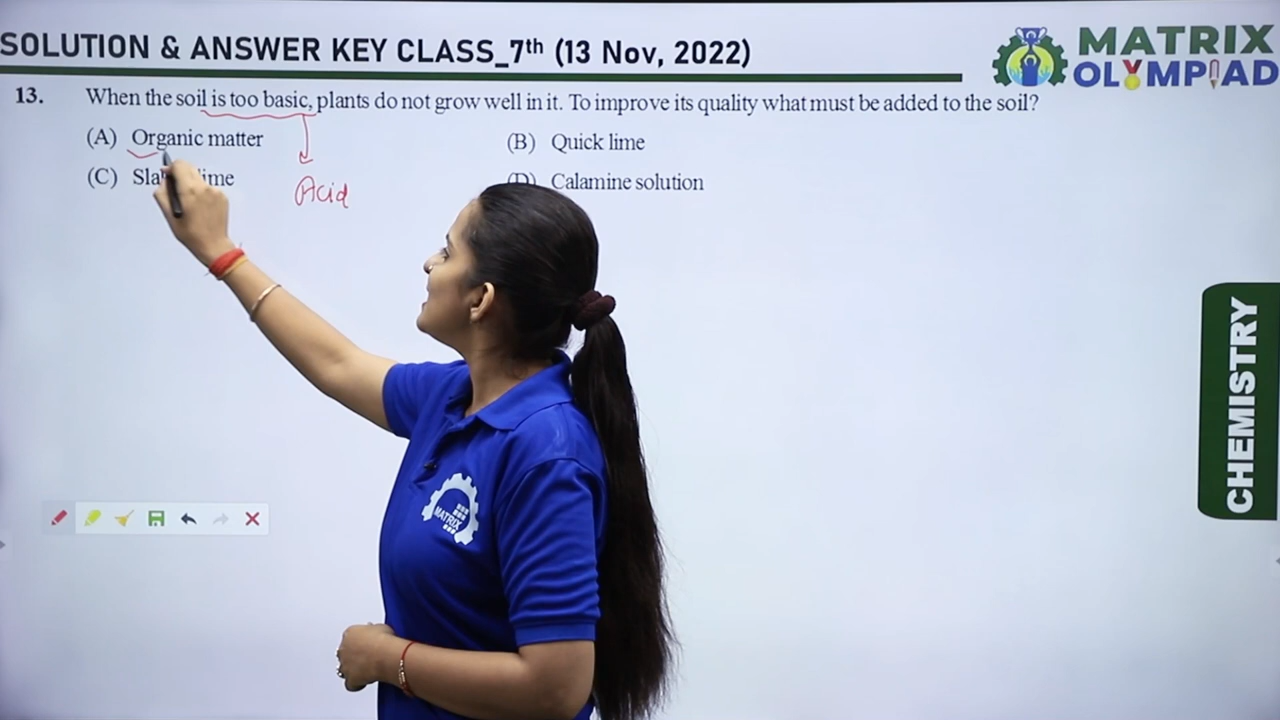 SOLUTION & ANSWER KEY CLASS_7th (13 Nov, 2022)
MATRIX
OLYMPIAD
13. When the soil is too basic, plants do not grow well in it. To improve its quality what must be added to the soil?
(A) Organic matter
(B) Quick lime
(C) lime
(D) Calamine solution
Acid
CHEMISTRY
MATRIX